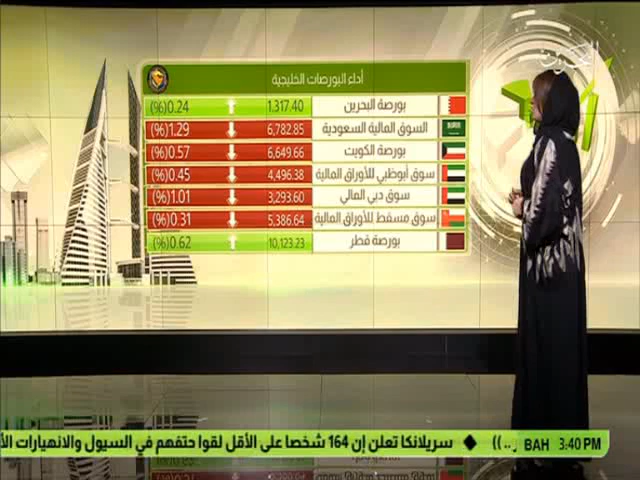 البحرين
أداء البورصات الخليجية
بورصة البحرين 1,317.40 (%)0.24
السوق المالية السعودية 6,782.85 (%)1.29
بورصة الكويت 6,649.66 (%)0.57
سوق أبوظبي للأوراق المالية 4,496.38 (%)0.45
سوق دبي المالي 3,293.60 (%)1.01
سوق مسقط للأوراق المالية 5,386.64 (%)0.31
بورصة قطر 10,123.23 (%)0.62
سريلانكا تعلن إن 164 شخصا على الأقل لقوا حتفهم في السيول والانهيارات
BAH 3:40 PM